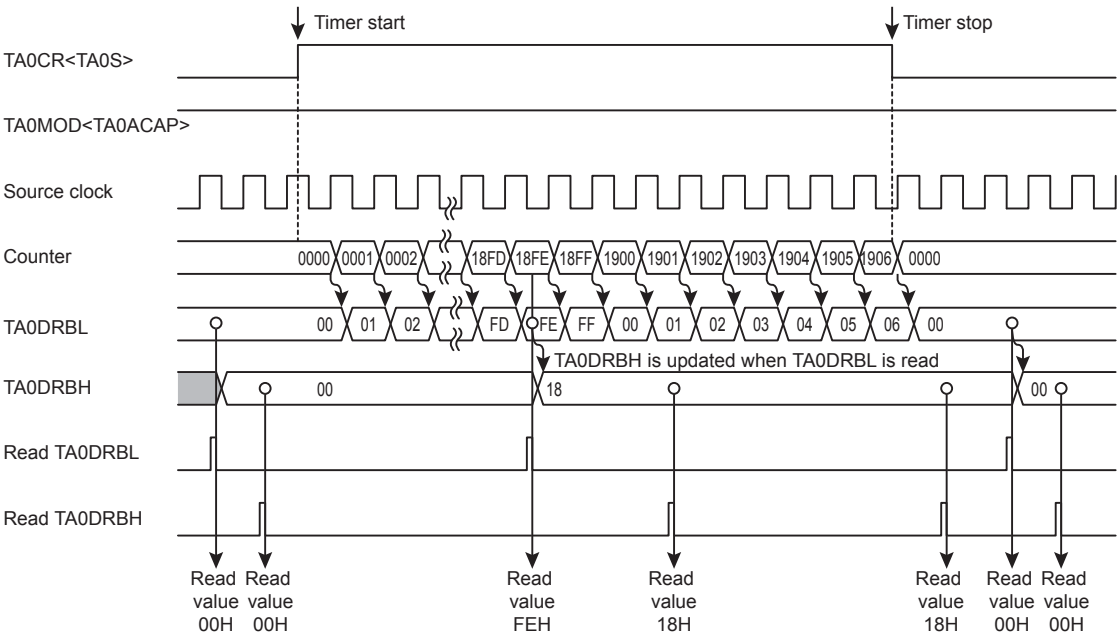 Timer start
Timer stop
TA0CR<TA0S>
TA0MOD<TA0ACAP>
Source clock
Counter
0000 0001 0002 18FD 18FE 18FF 1900 1901 1902 1903 1904 1905 1906 0000
TA0DRBL
00 01 02 FD FE FF 00 01 02 03 04 05 06 00
TA0DRBH is updated when TA0DRBL is read
TA0DRBH
00 18 00
Read TA0DRBL
Read TA0DRBH
Read Read Read Read Read Read Read
value value value value value value value
00H 00H FEH 18H 18H 00H 00H